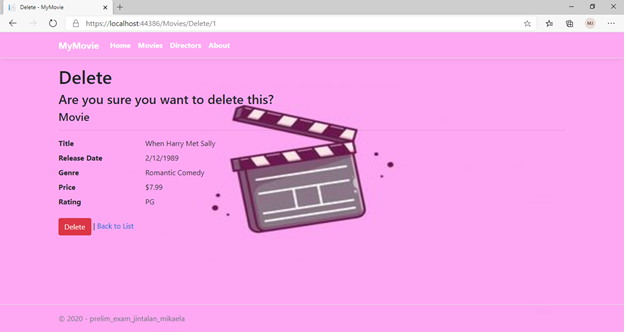 Delete - MyMovie
https://localhost:44386/Movies/Delete/1
MJ
MyMovie Home Movies Directors About
Delete
Are you sure you want to delete this?
Movie
Title When Harry Met Sally
Release Date 2/12/1989
Genre Romantic Comedy
Price $7.99
Rating PG
Delete | Back to List
© 2020 - prelim_exam_jintalan_mikaela